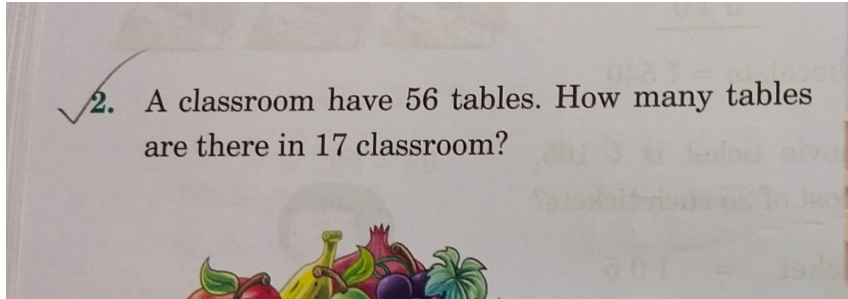 2. A classroom have 56 tables. How many tables
are there in 17 classroom?